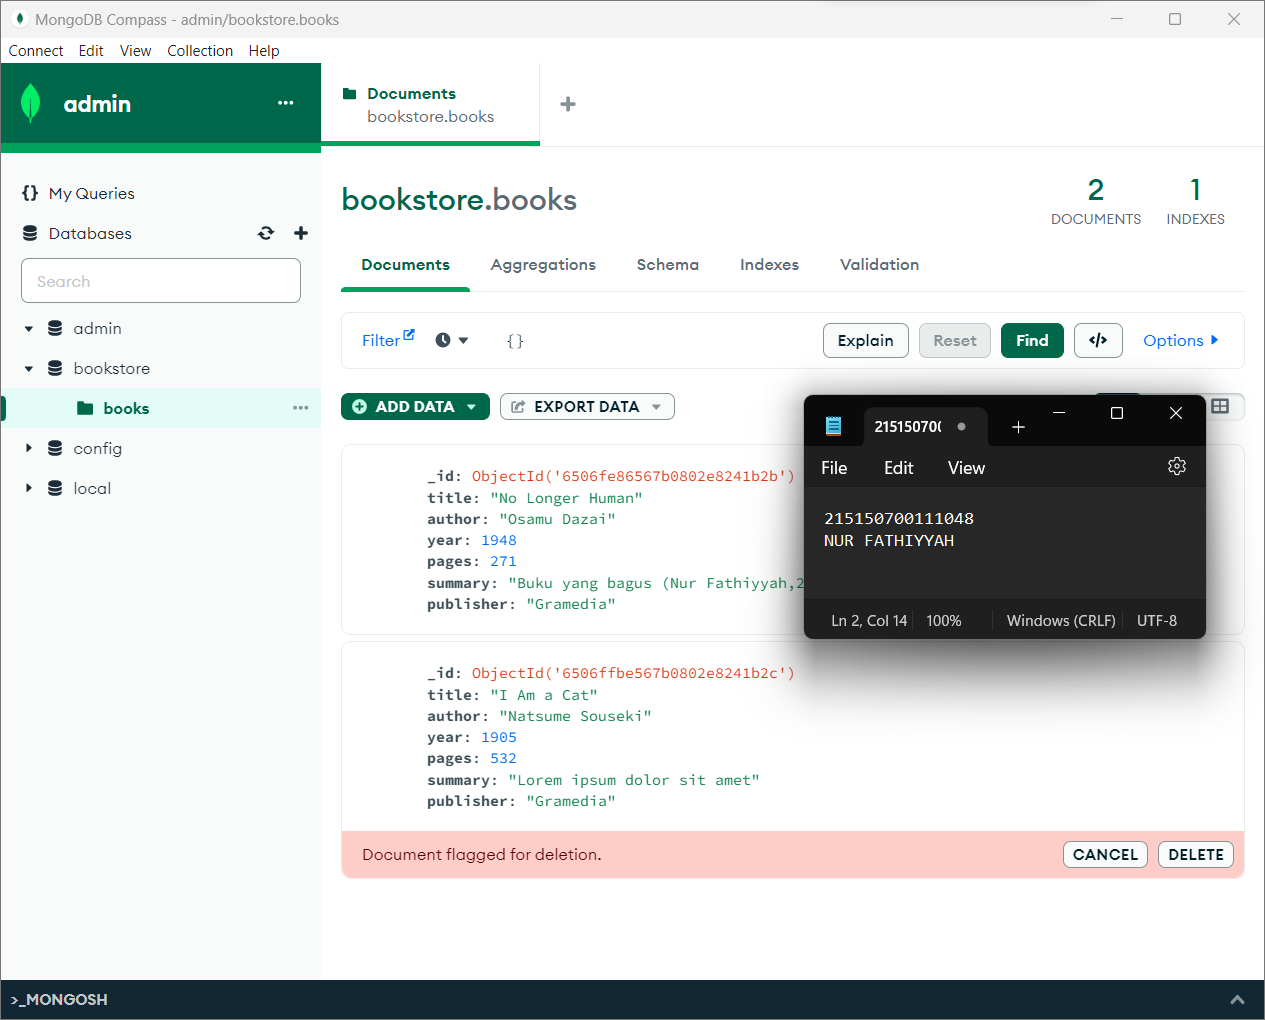 MongoDB Compass - admin/bookstore.books
Connect Edit View Collection Help
admin
Documents
bookstore.books
My Queries
Databases
Search
admin
bookstore
books
config
local
bookstore.books
2
DOCUMENTS
1
INDEXES
Documents Aggregations Schema Indexes Validation
Filter {} Explain Reset Find </> Options
ADD DATA EXPORT DATA
_id: ObjectId('6506fe86567b0802e8241b2b')
title: "No Longer Human"
author: "Osamu Dazai"
year: 1948
pages: 271
summary: "Buku yang bagus (Nur Fathiyyah,2
publisher: "Gramedia"
21515070
File Edit View
215150700111048
NUR FATHIYYAH
Ln 2, Col 14 100% Windows (CRLF) UTF-8
_id: ObjectId('6506ffbe567b0802e8241b2c')
title: "I Am a Cat"
author: "Natsume Souseki"
year: 1905
pages: 532
summary: "Lorem ipsum dolor sit amet"
publisher: "Gramedia"
Document flagged for deletion. CANCEL DELETE
>_MONGOSH